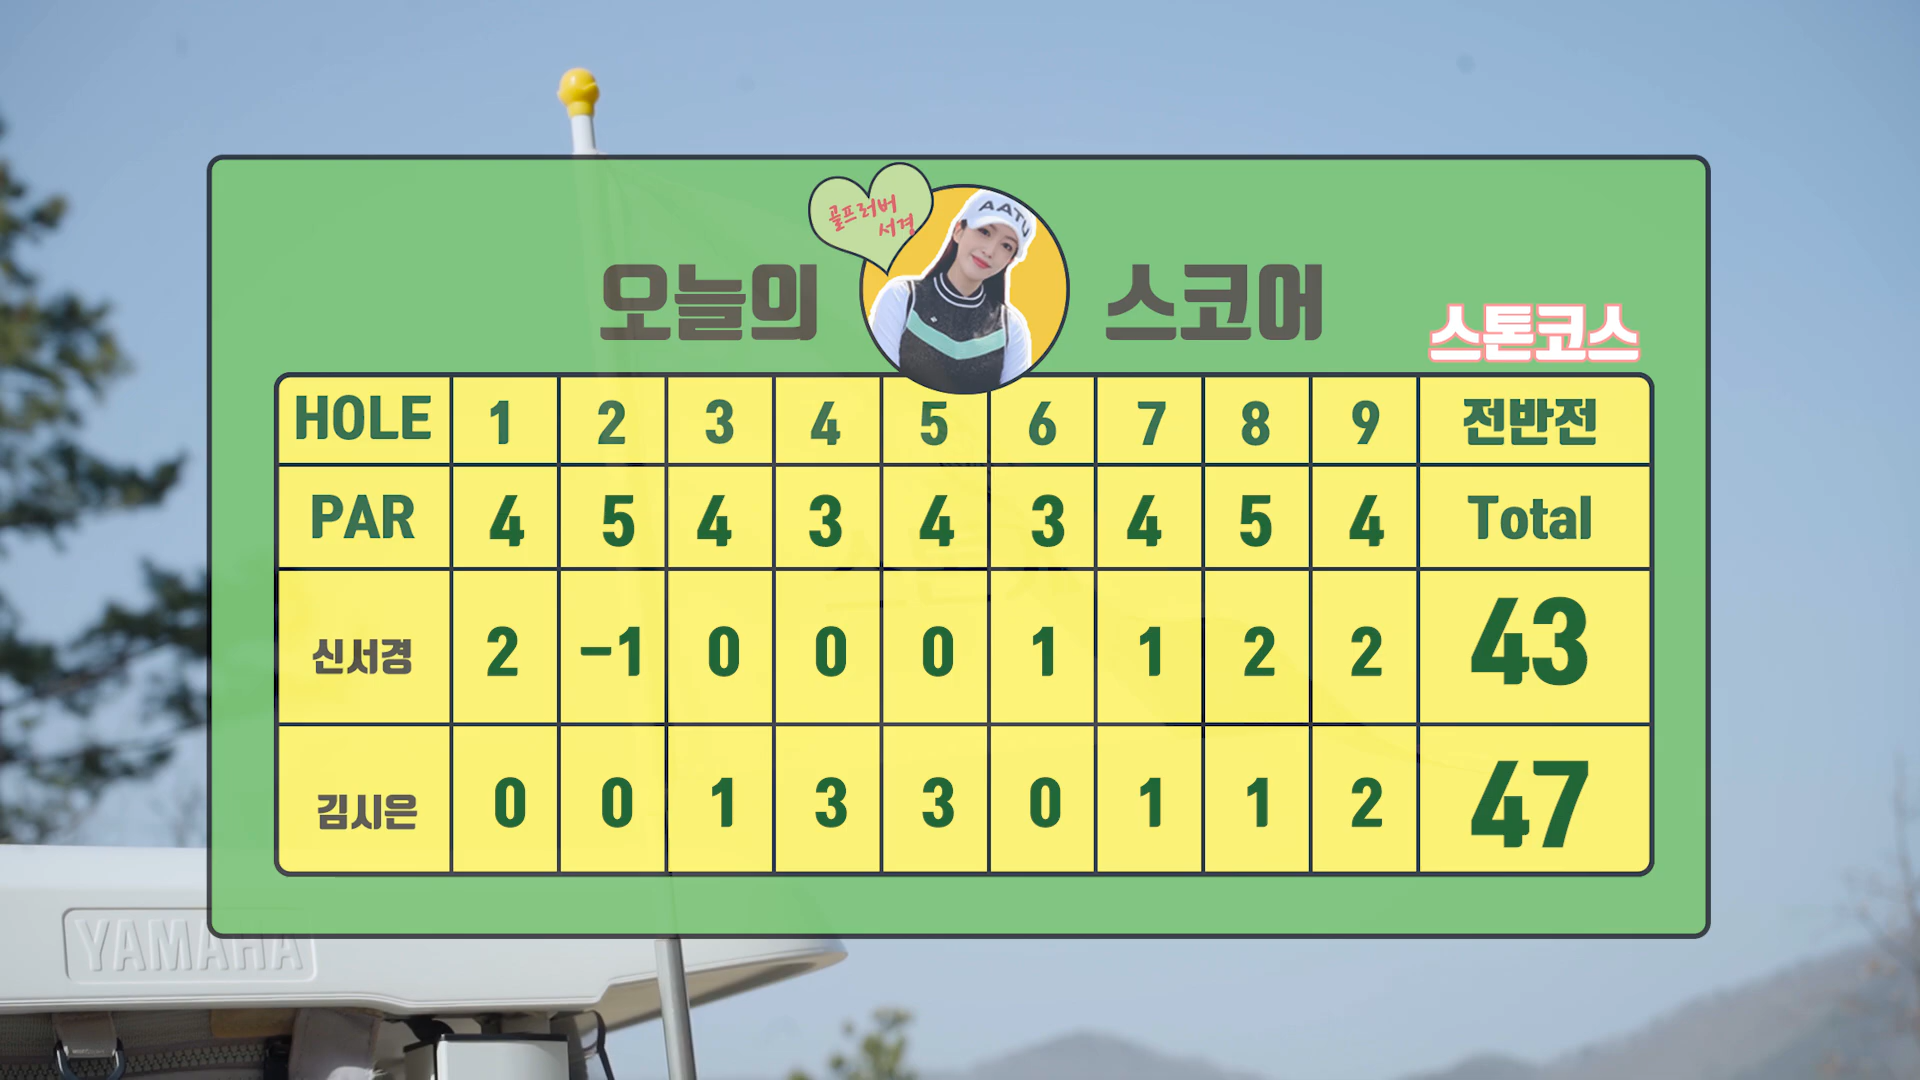 골프러버
서경
AATU
오늘의 스코어
스톤코스
HOLE 1 2 3 4 5 6 7 8 9 전반전
PAR 4 5 4 3 4 3 4 5 4 Total
신서경 2 -1 0 0 0 1 1 2 2 43
김시은 0 0 1 3 3 0 1 1 2 47
YAMAHA